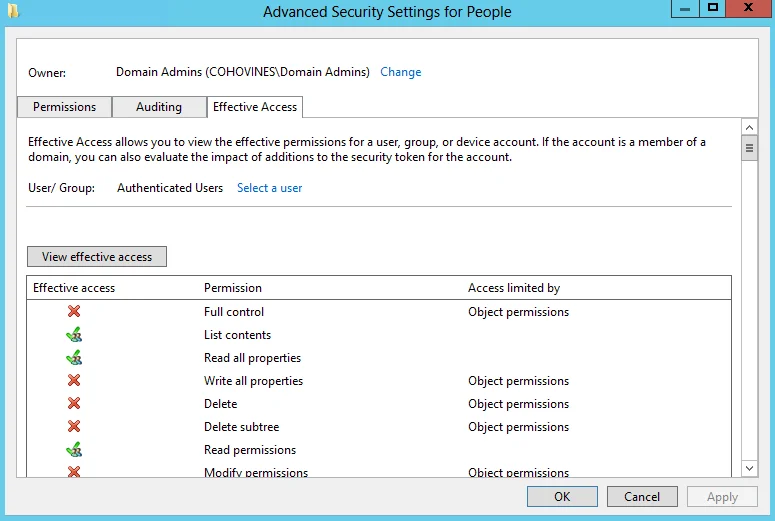 Advanced Security Settings for People
Owner: Domain Admins (COHOVINES\Domain Admins) Change
Permissions Auditing Effective Access
Effective Access allows you to view the effective permissions for a user, group, or device account. If the account is a member of a
domain, you can also evaluate the impact of additions to the security token for the account.
User/ Group: Authenticated Users Select a user
View effective access
Effective access Permission Access limited by
Full control Object permissions
List contents
Read all properties
Write all properties Object permissions
Delete Object permissions
Delete subtree Object permissions
Read permissions
Modify permissions Object permissions
OK Cancel Apply